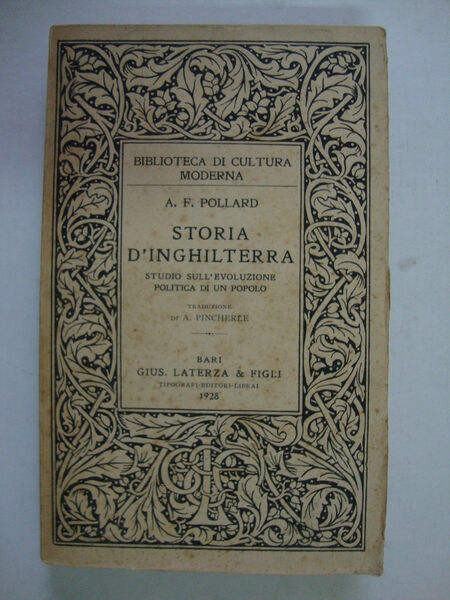 BIBLIOTECA DI CULTURA
MODERNA
A. F. POLLARD
STORIA
D'INGHILTERRA
STUDIO SULL'EVOLUZIONE
POLITICA DI UN POPOLO
TRADUZIONE
DI A. PINCHERLE
BARI
GIUS. LATERZA & FIGLI
TIPOGRAFI-EDITORI-LIBRAI
1928